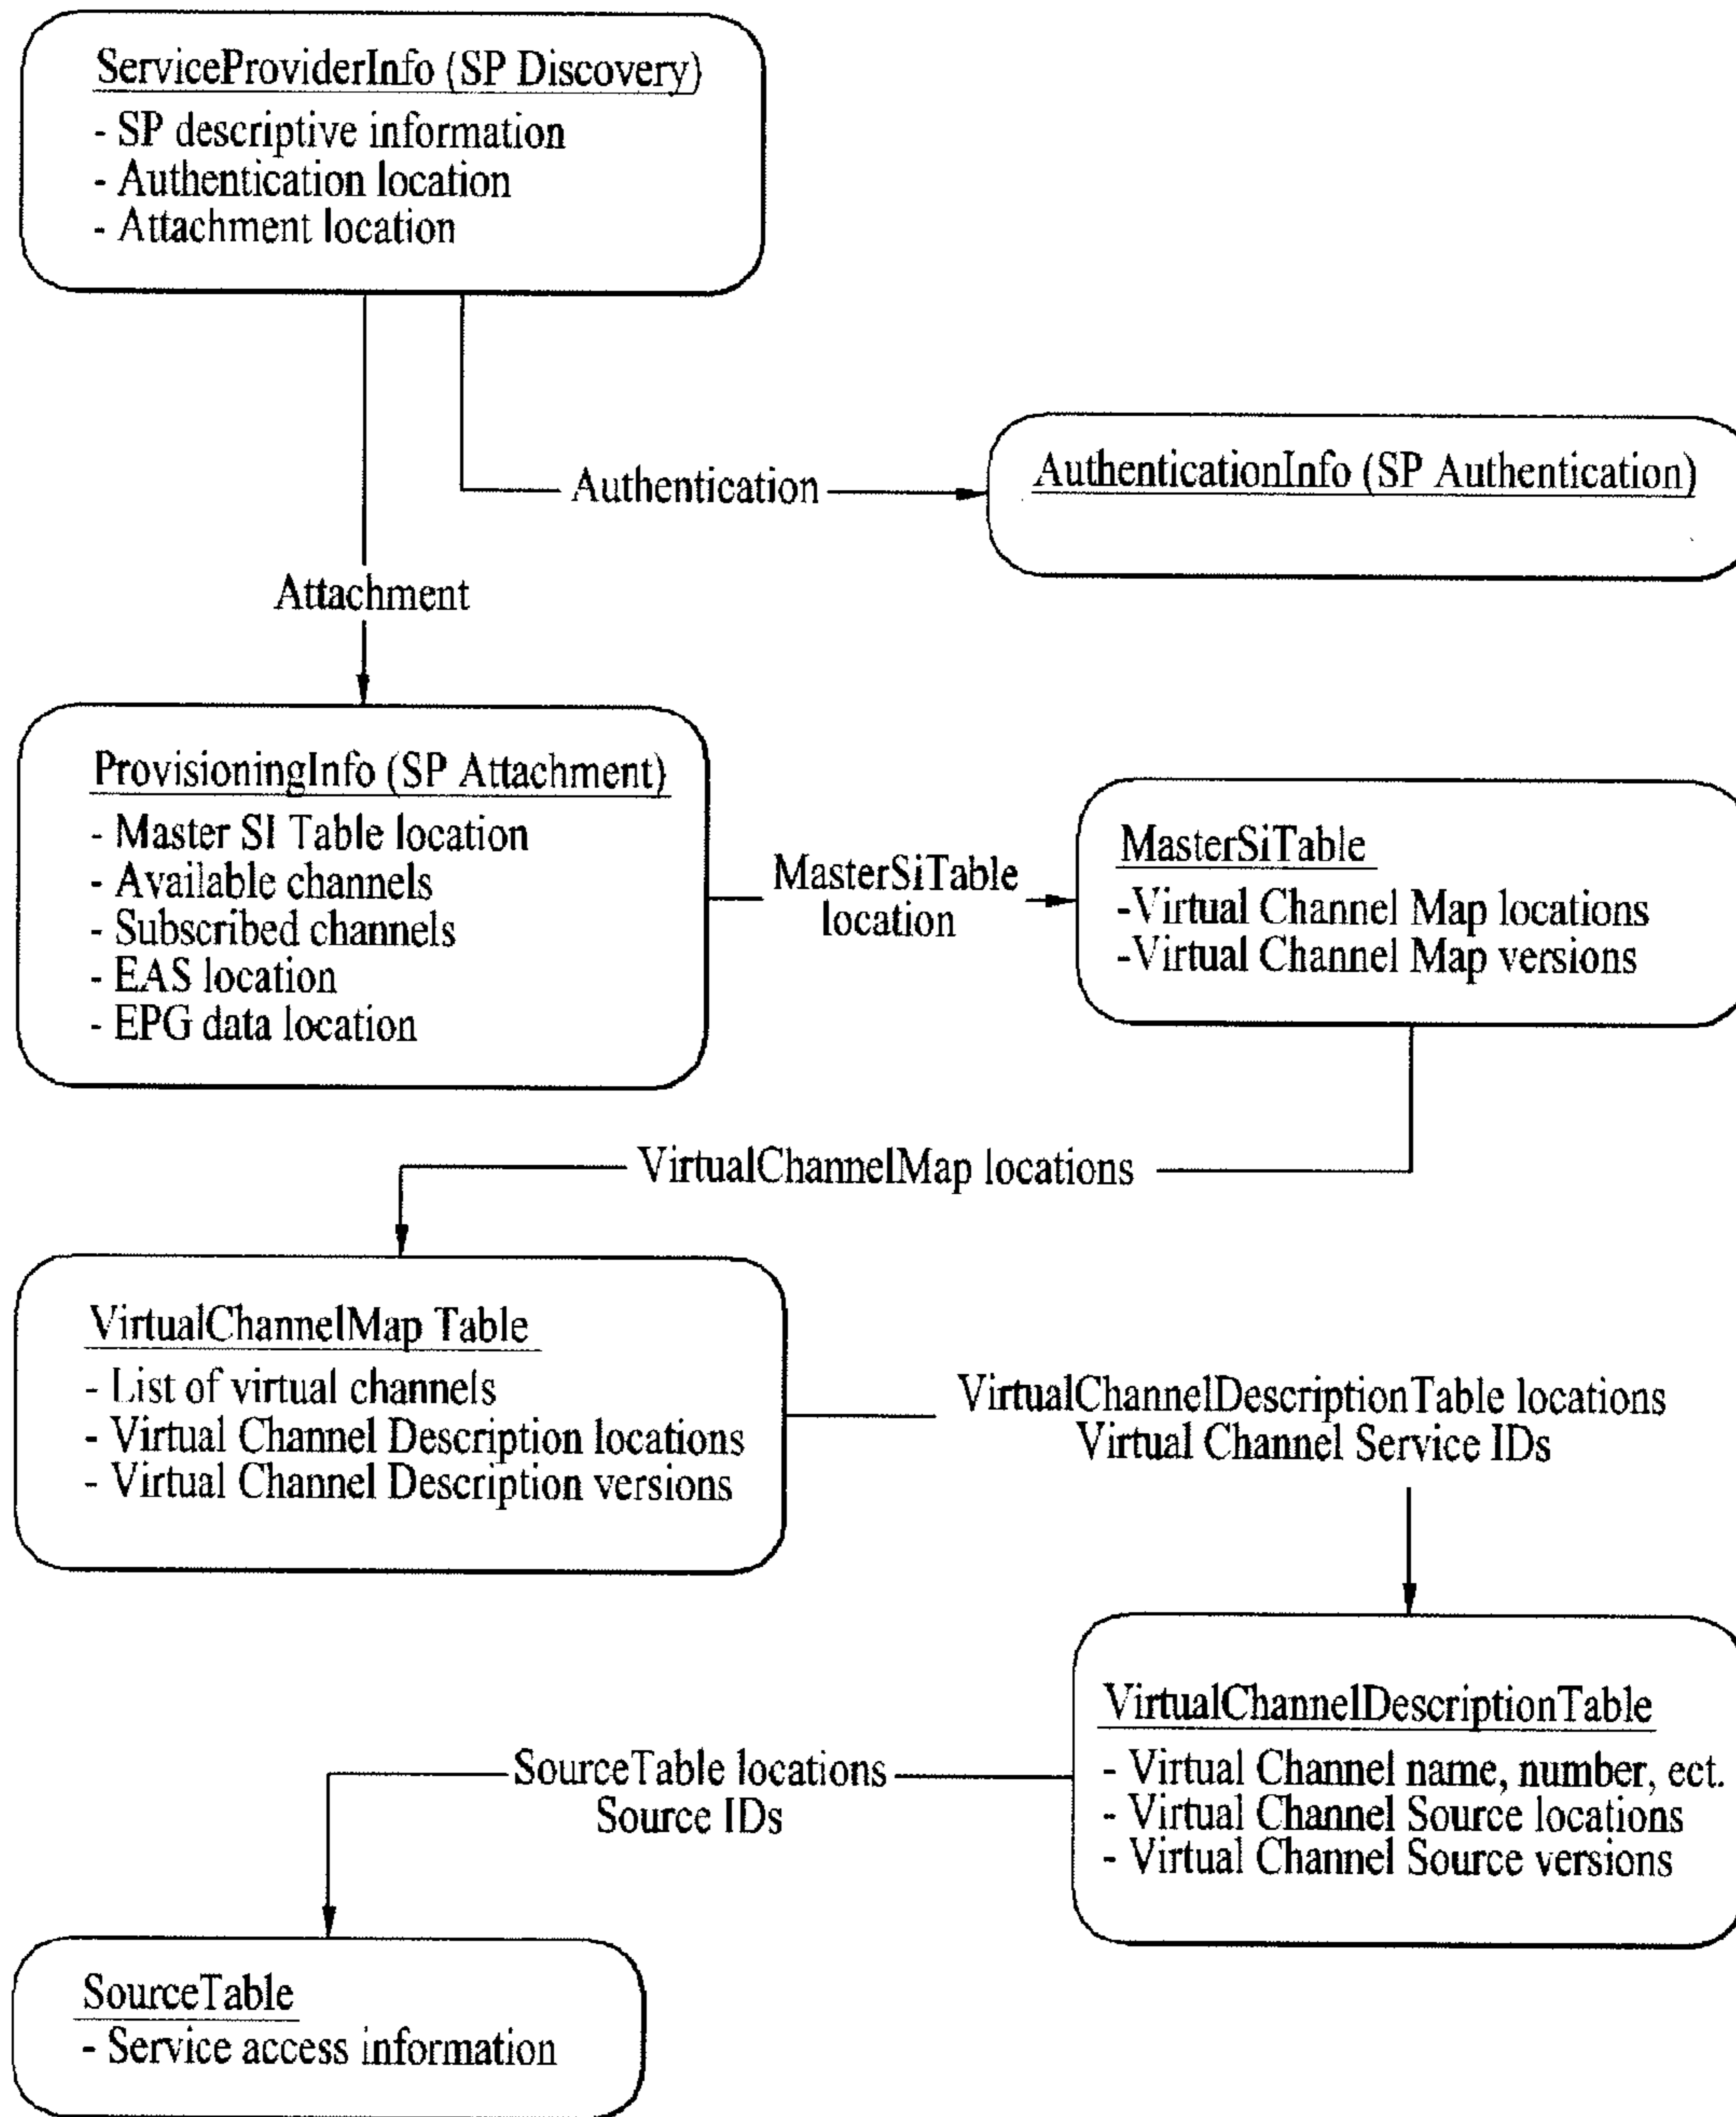 ServiceProviderInfo (SP Discovery)
- SP descriptive information
- Authentication location
- Attachment location
Authentication
AuthenticationInfo (SP Authentication)
Attachment
ProvisioningInfo (SP Attachment)
- Master SI Table location
- Available channels
- Subscribed channels
- EAS location
- EPG data location
MasterSiTable
location
MasterSiTable
-Virtual Channel Map locations
-Virtual Channel Map versions
VirtualChannelMap locations
VirtualChannelMap Table
- List of virtual channels
- Virtual Channel Description locations
- Virtual Channel Description versions
VirtualChannelDescriptionTable locations
Virtual Channel Service IDs
VirtualChannelDescriptionTable
- Virtual Channel name, number, ect.
- Virtual Channel Source locations
- Virtual Channel Source versions
SourceTable locations
Source IDs
SourceTable
- Service access information